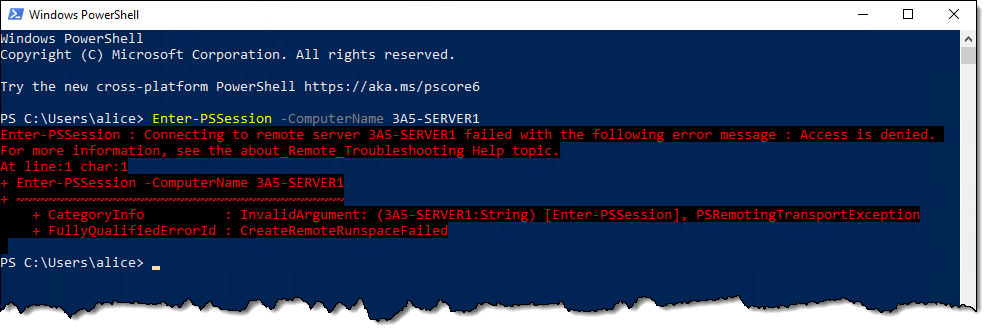 Windows PowerShell
Windows PowerShell
Copyright (C) Microsoft Corporation. All rights reserved.
Try the new cross-platform PowerShell https://aka.ms/pscore6
PS C:\Users\alice> Enter-PSSession -ComputerName 3A5-SERVER1
Enter-PSSession : Connecting to remote server 3A5-SERVER1 failed with the following error message : Access is denied.
For more information, see the about_Remote_Troubleshooting Help topic.
At line:1 char:1
+ Enter-PSSession -ComputerName 3A5-SERVER1
+ ~~~~~~~~~~~~~~~~~~~~~~~~~~~~~~~~~~~~~~~~~
    + CategoryInfo          : InvalidArgument: (3A5-SERVER1:String) [Enter-PSSession], PSRemotingTransportException
    + FullyQualifiedErrorId : CreateRemoteRunspaceFailed
PS C:\Users\alice>